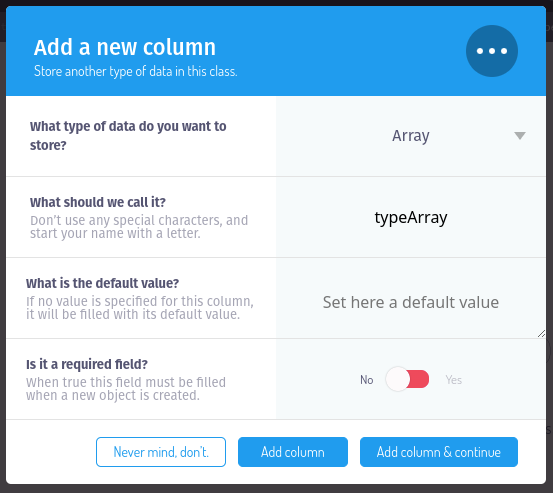 Add a new column
Store another type of data in this class.
What type of data do you want to
store?
Array
What should we call it?
Don't use any special characters, and
start your name with a letter.
typeArray
What is the default value?
If no value is specified for this column,
it will be filled with its default value.
Set here a default value
Is it a required field?
When true this field must be filled
when a new object is created.
No
Yes
Never mind, don't.
Add column
Add column & continue